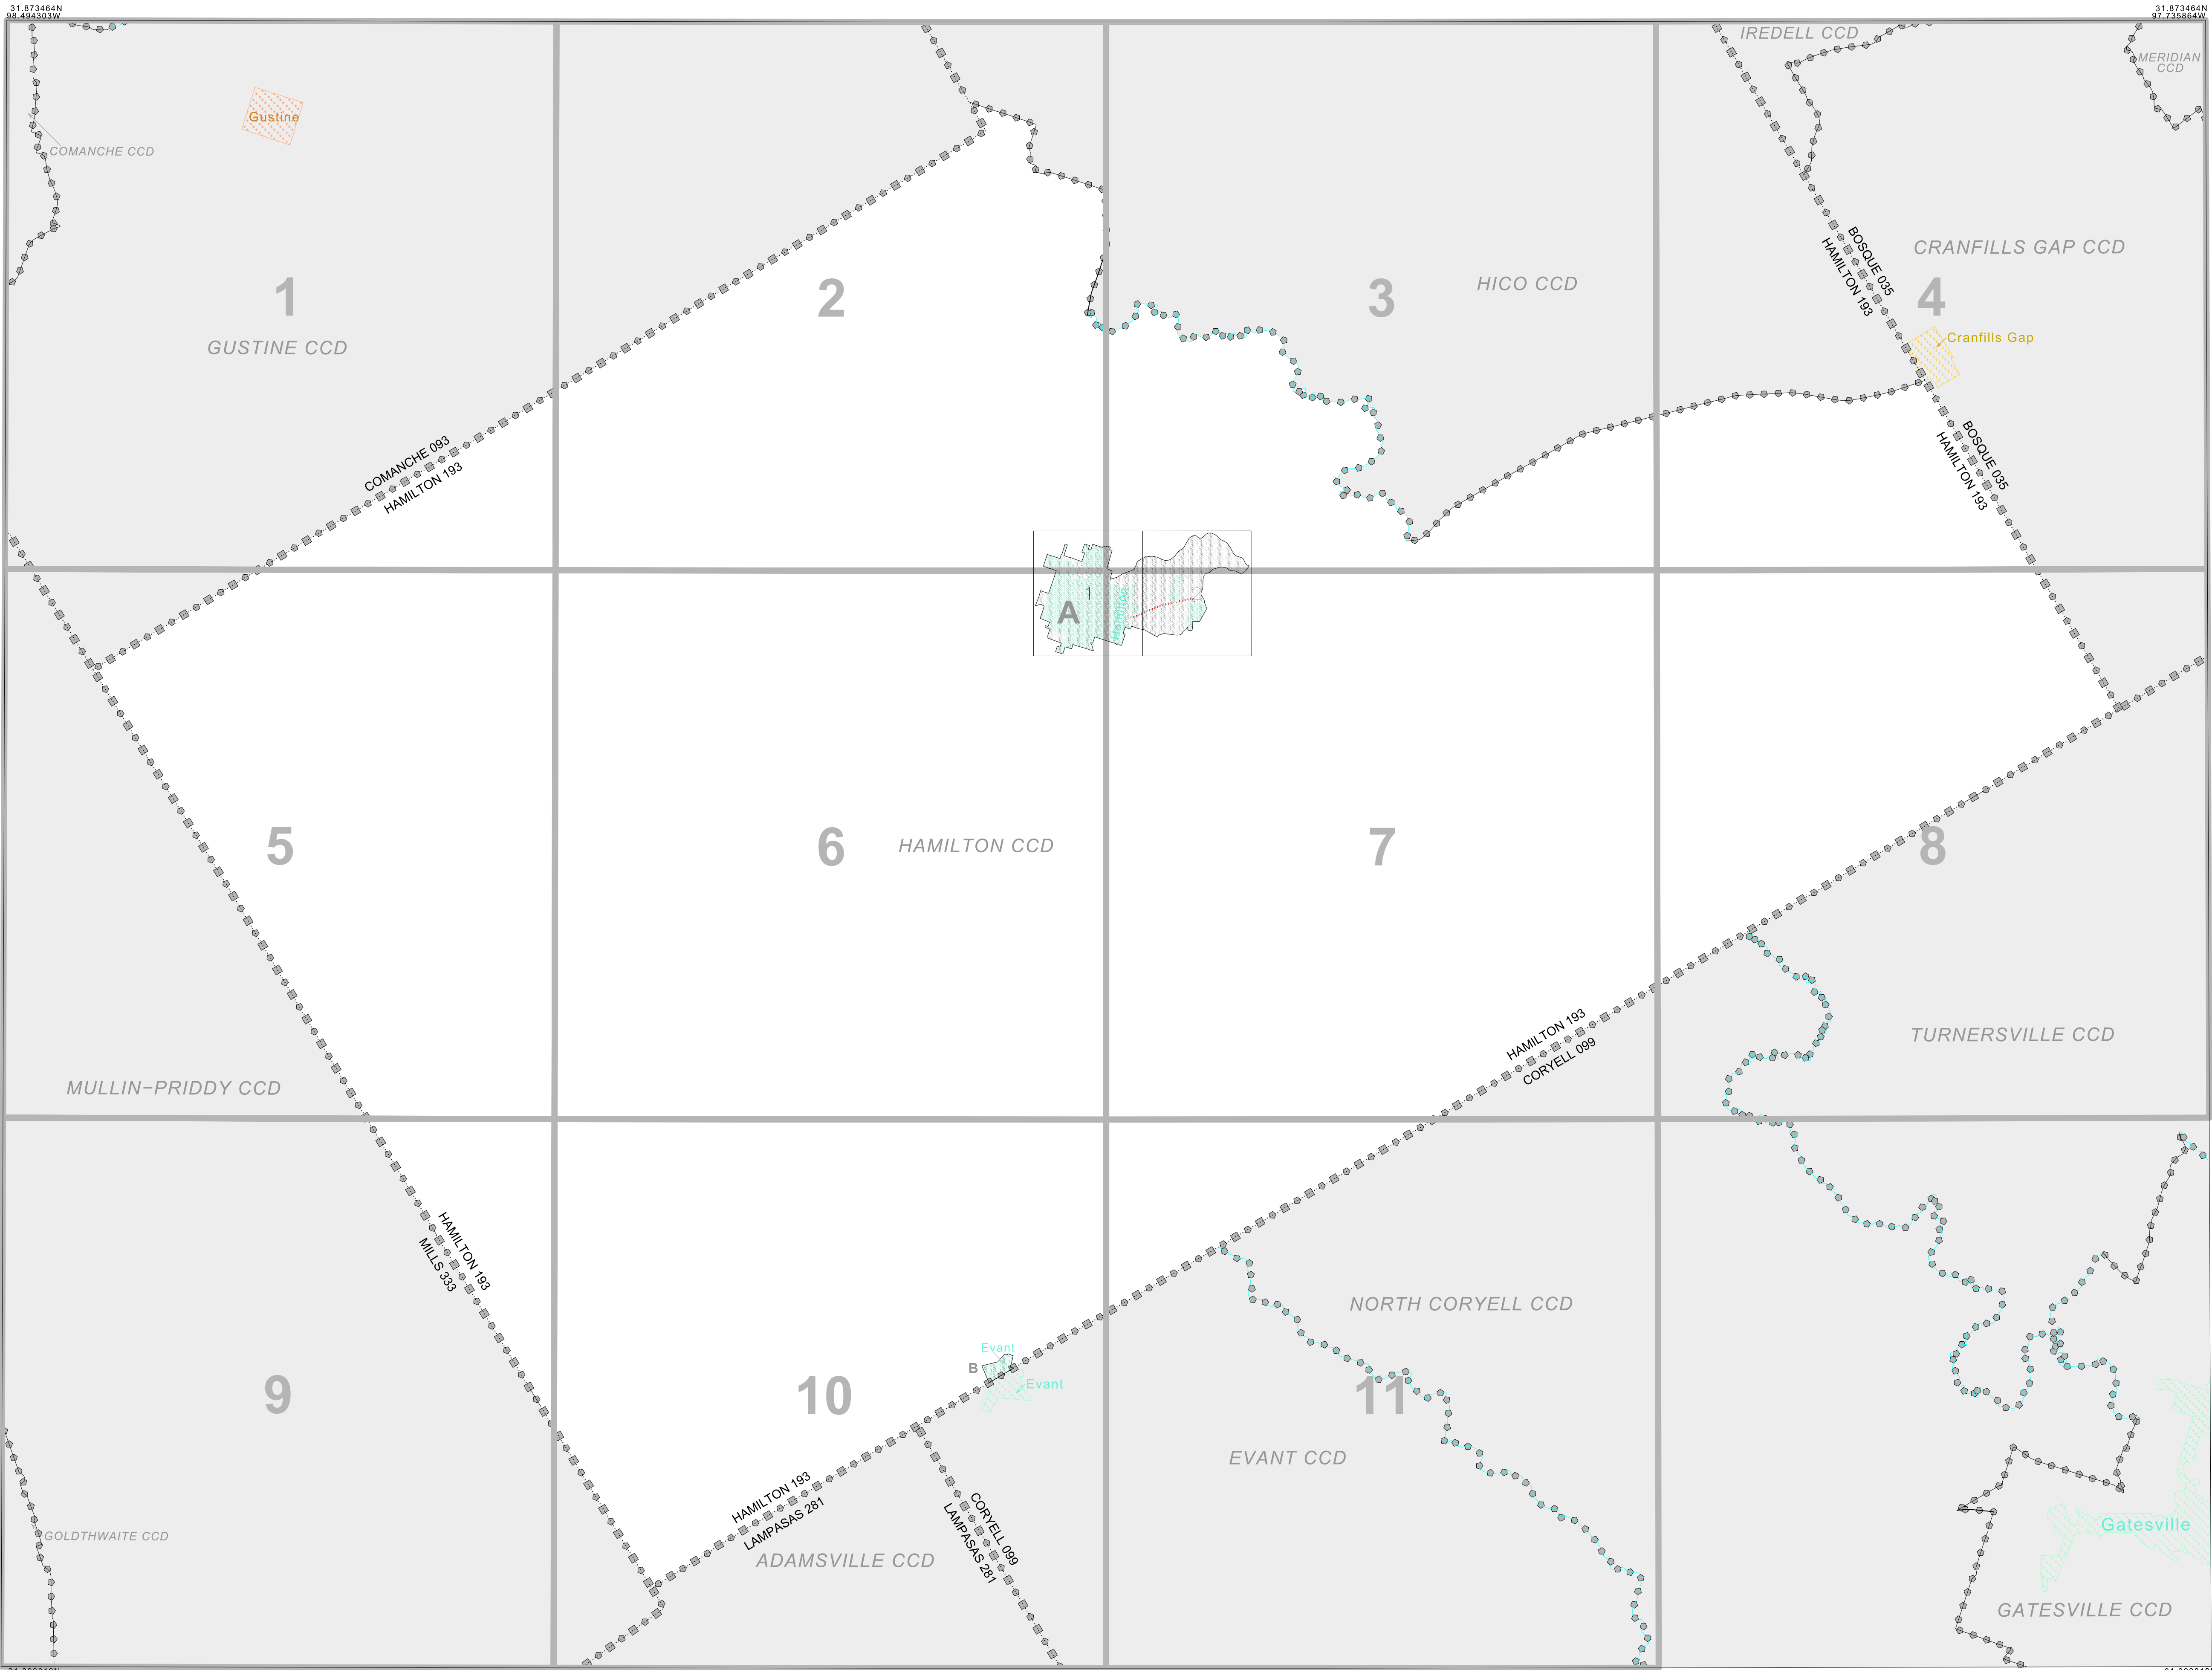 31.873464N
98.494303W
31.873464N
97.735864W
IREDELL CCD
MERIDIAN
CCD
Gustine
COMANCHE CCD
BOSQUE 035
HAMILTON 193
CRANFILLS GAP CCD
1
2
3
HICO CCD
4
GUSTINE CCD
Cranfills Gap
COMANCHE 093
HAMILTON 193
BOSQUE 035
HAMILTON 193
1
A
Hamilton
5
6
HAMILTON CCD
7
8
HAMILTON 193
CORYELL 099
TURNERSVILLE CCD
MULLIN-PRIDDY CCD
HAMILTON 193
MILLS 333
NORTH CORYELL CCD
Evant
B
Evant
9
10
11
EVANT CCD
HAMILTON 193
LAMPASAS 281
CORYELL 099
LAMPASAS 281
Gatesville
GOLDTHWAITE CCD
ADAMSVILLE CCD
GATESVILLE CCD